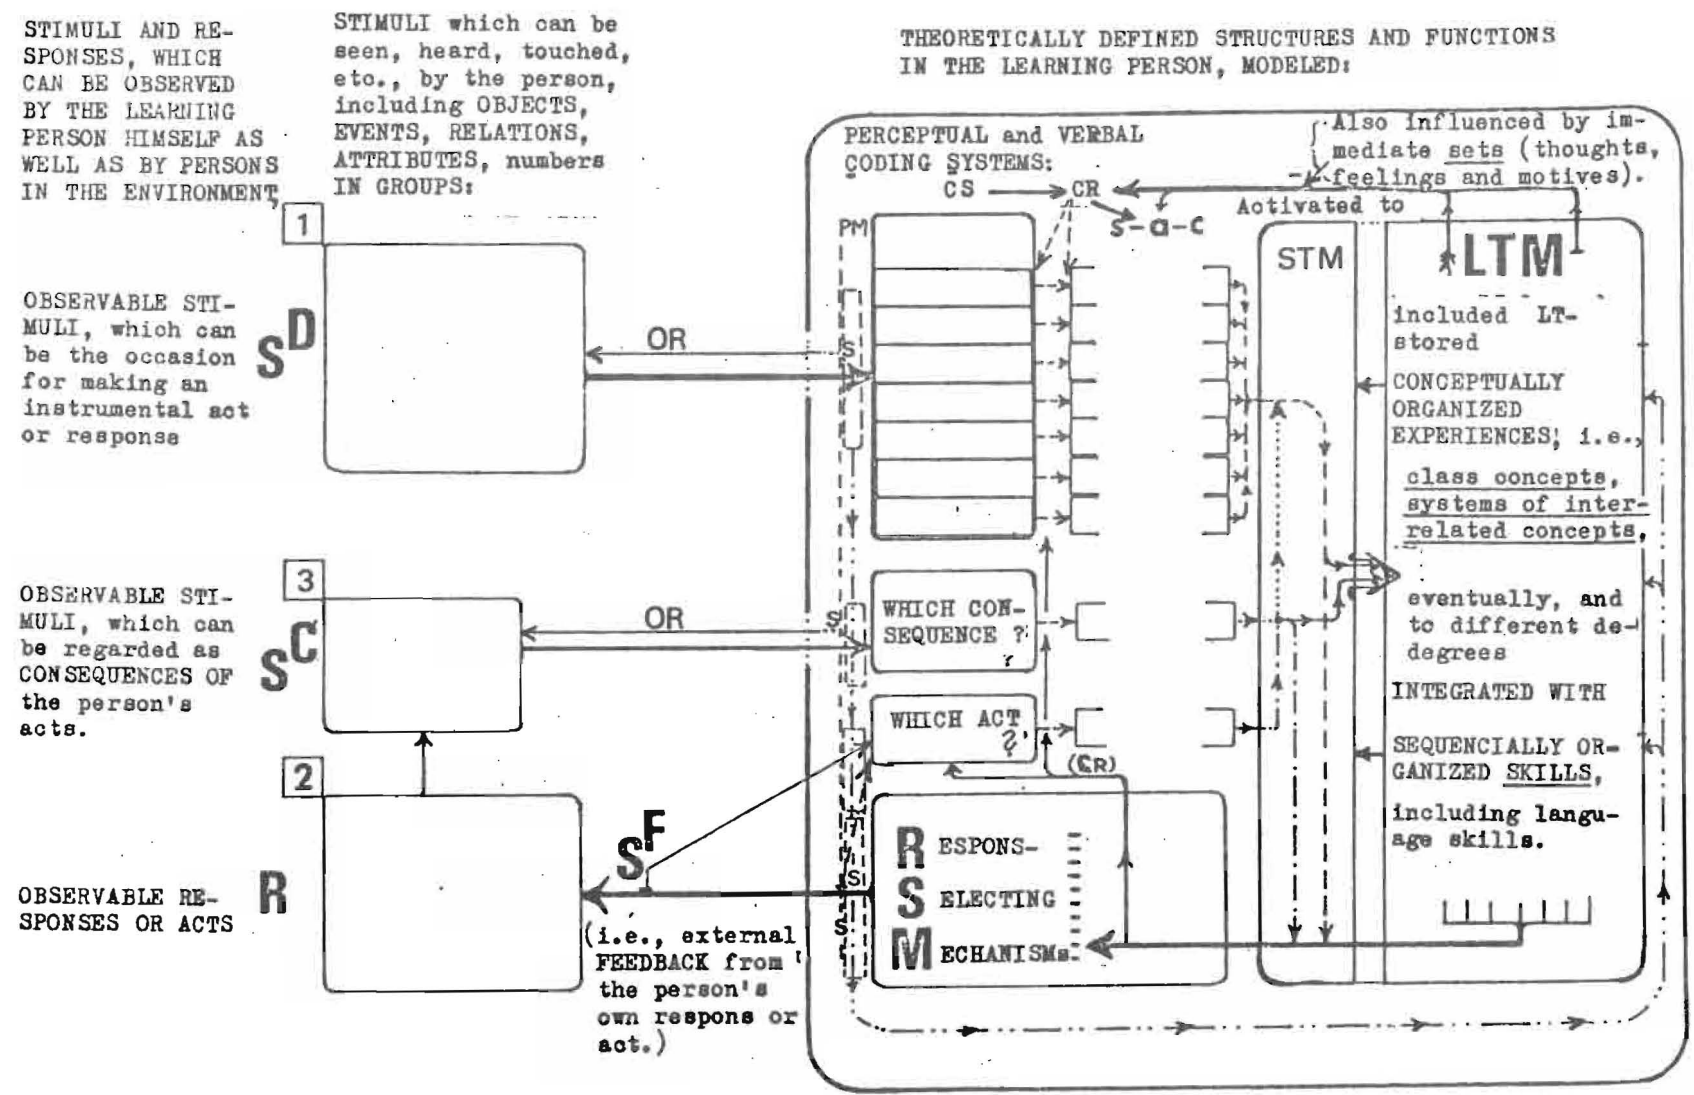 STIMULI AND RE-
SPONSES, WHICH
CAN BE OBSERVED
BY THE LEARNING
PERSON HIMSELF AS
WELL AS BY PERSONS
IN THE ENVIRONMENT,
STIMULI which can be
seen, heard, touched,
etc., by the person,
including OBJECTS,
EVENTS, RELATIONS,
ATTRIBUTES, numbers
IN GROUPS:
THEORETICALLY DEFINED STRUCTURES AND FUNCTIONS
IN THE LEARNING PERSON, MODELED:
1
OBSERVABLE STI-
MULI, which can
be the occasion
for making an
instrumental act
or response
SD
OR
S
3
OBSERVABLE STI-
MULI, which can
be regarded as
CONSEQUENCES OF
the person's
acts.
SC
OR
S
2
OBSERVABLE RE-
SPONSES OR ACTS
R
SF
(i.e., external
FEEDBACK from
the person's
own respons or
act.)
PERCEPTUAL and VERBAL
CODING SYSTEMS:
CS
CR
s-a-c
PM
Also influenced by im-
mediate sets (thoughts,
feelings and motives).
Activated to
WHICH CON-
SEQUENCE ?
WHICH ACT
?
(CR)
S
S
RESPONS-
SELECTING
MECHANISMs.
STM
LTM
included LT-
stored
CONCEPTUALLY
ORGANIZED
EXPERIENCES, i.e.,
class concepts,
systems of inter-
related concepts,
eventually, and
to different de-
degrees
INTEGRATED WITH
SEQUENCIALLY OR-
GANIZED SKILLS,
including langu-
age skills.